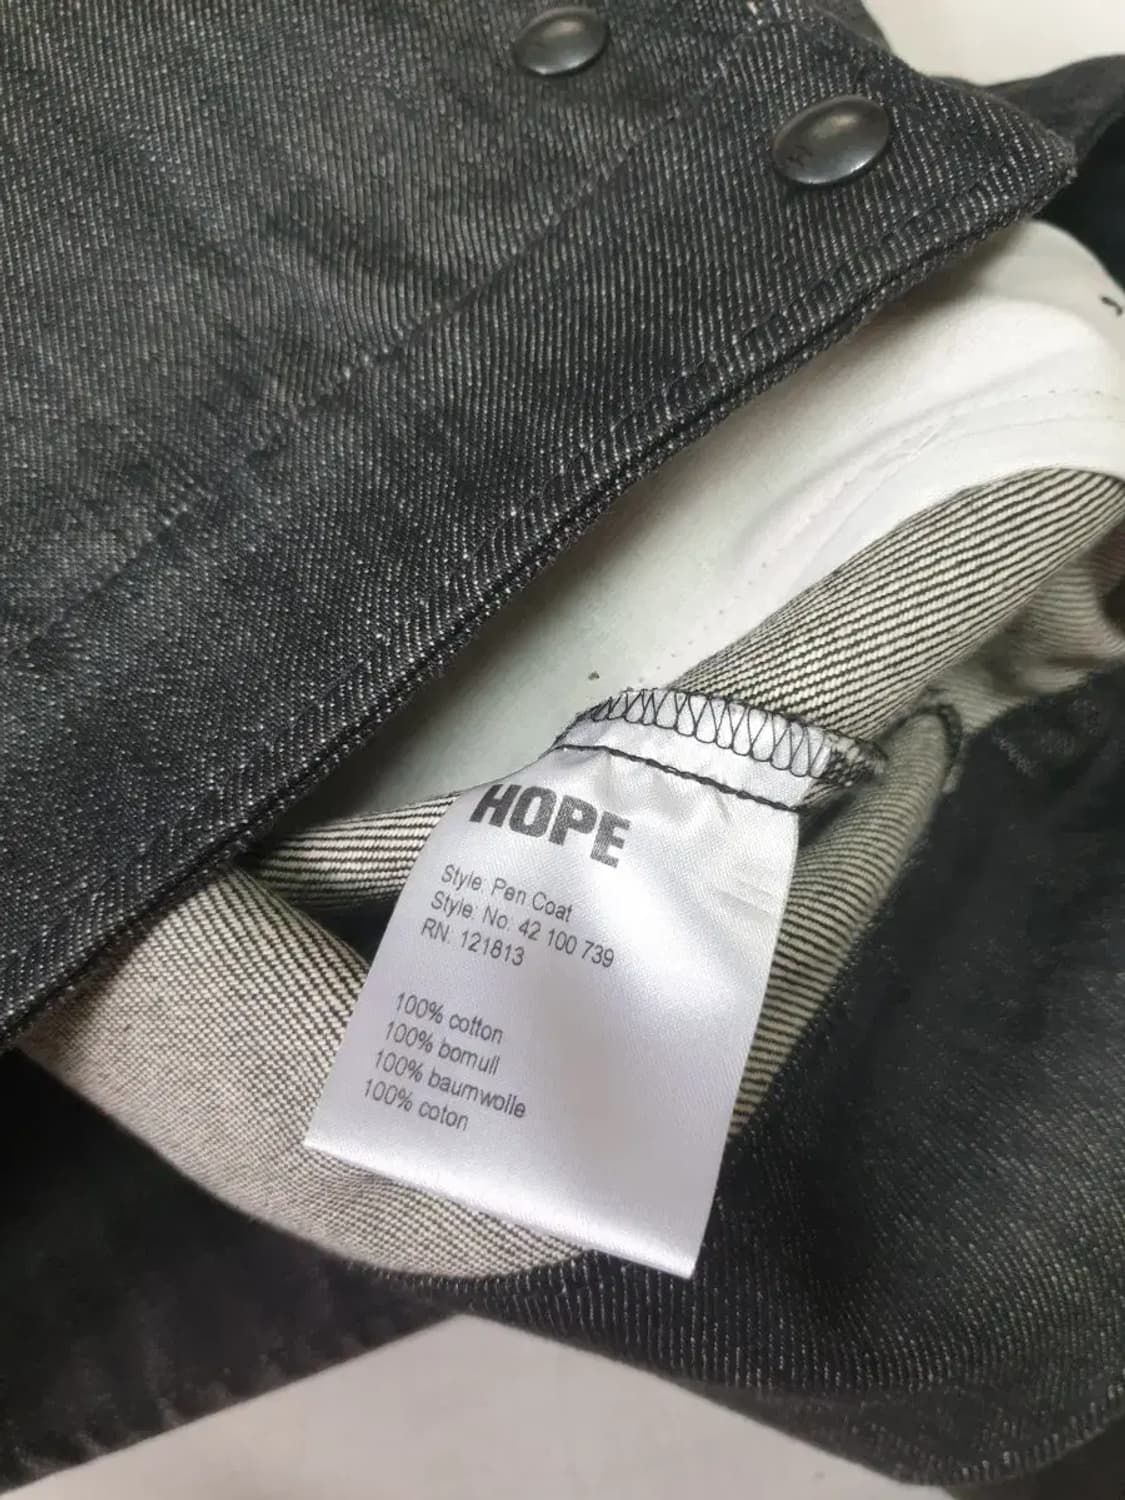 HOPE
Style: Pen Coat
Style: No: 42 100 739
RN. 121813
100% cotton
100% bomull
100% baumwolle
100% coton